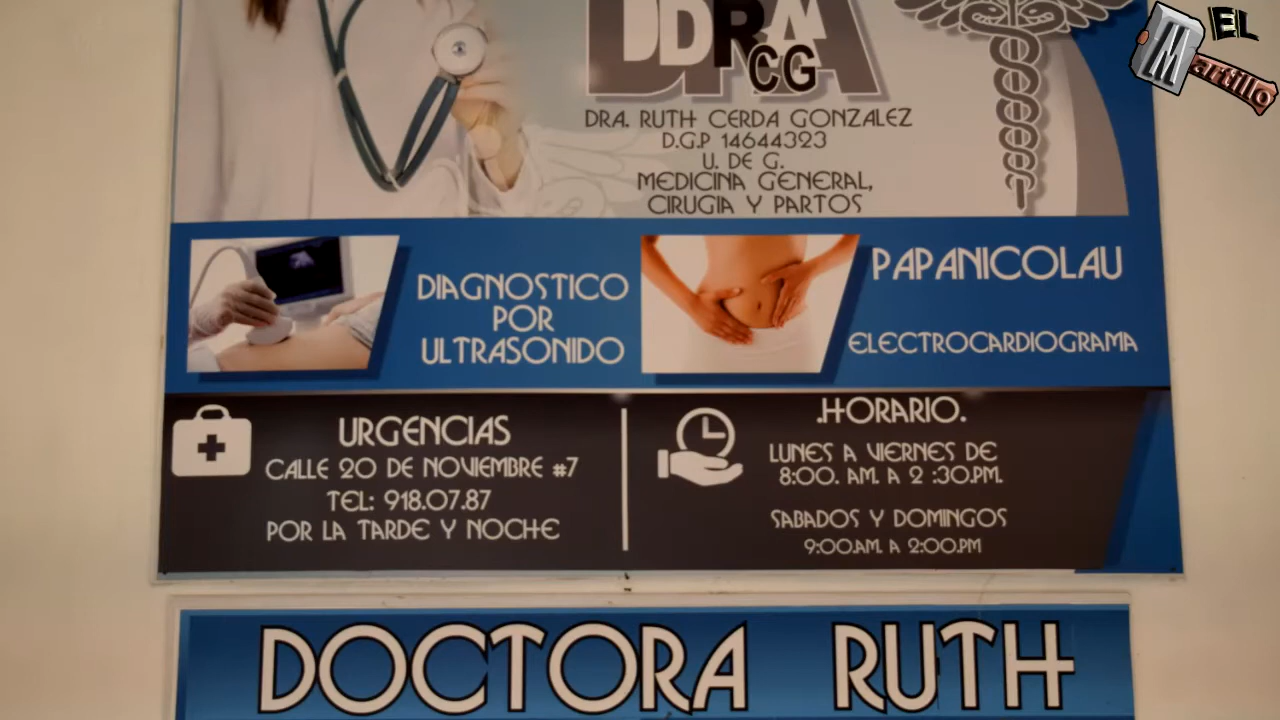 EL
Martillo
DDRA
CG
DRA. RUTH CERDA GONZALEZ
D.G.P 14644323
U. DE G.
MEDICINA GENERAL,
CIRUGIA Y PARTOS
DIAGNOSTICO
POR
ULTRASONIDO
PAPANICOLAU
ELECTROCARDIOGRAMA
URGENCIAS
CALLE 20 DE NOVIEMBRE #7
TEL: 918.07.87
POR LA TARDE Y NOCHE
.HORARIO.
LUNES A VIERNES DE
8:00. AM. A 2 :30.PM.
SABADOS Y DOMINGOS
9:00.AM. A 2:00.PM
DOCTORA RUTH